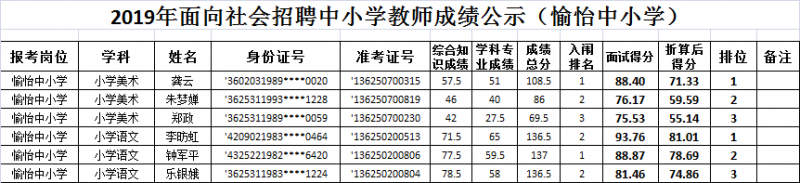 2019年面向社会招聘中小学教师成绩公示（愉怡中小学）
报考岗位 学科 姓名 身份证号 准考证号 综合知识成绩 学科专业成绩 成绩总分 入闱排名 面试得分 折算后得分 排位 备注
愉怡中小学 小学美术 龚云 '3602031989****0020 '136250700315 57.5 51 108.5 1 88.40 71.33 1
愉怡中小学 小学美术 朱梦婵 '3625311993****1228 '136250700819 46 40 86 2 76.17 59.59 2
愉怡中小学 小学美术 郑政 '3625311989****0059 '136250700230 42 27.5 69.5 3 75.53 55.14 3
愉怡中小学 小学语文 李昉虹 '4209021983****0464 '136250200513 71.5 65 136.5 2 93.76 81.01 1
愉怡中小学 小学语文 钟军平 '4325221982****6420 '136250200806 77.5 59.5 137 1 88.87 78.69 2
愉怡中小学 小学语文 乐银娥 '3625311983****1224 '136250200804 78.5 58 136.5 2 81.46 74.86 3